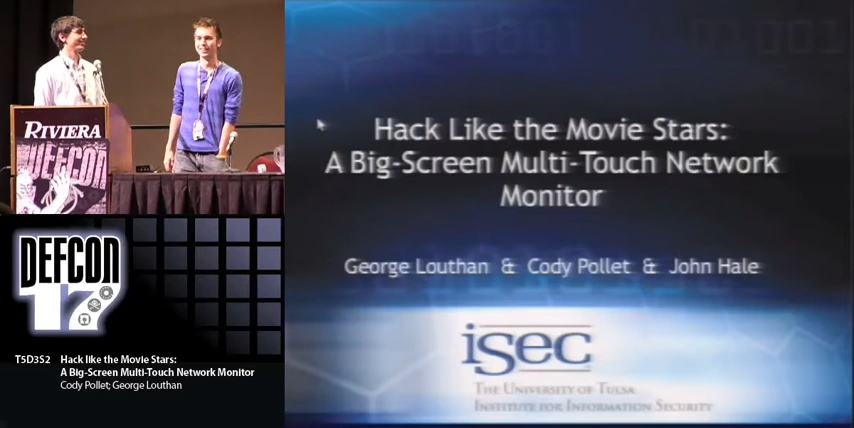 RIVIERA
DEFCON
Hack Like the Movie Stars:
A Big-Screen Multi-Touch Network
Monitor
George Louthan & Cody Pollet & John Hale
isec
THE UNIVERSITY OF TULSA
INSTITUTE FOR INFORMATION SECURITY
DEFCON
17
T5D3S2 Hack like the Movie Stars:
A Big-Screen Multi-Touch Network Monitor
Cody Pollet; George Louthan